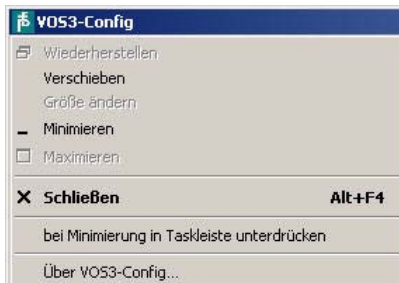 VOS3-Config
Wiederherstellen
Verschieben
Größe ändern
Minimieren
Maximieren
Schließen Alt+F4
bei Minimierung in Taskleiste unterdrücken
Über VOS3-Config...